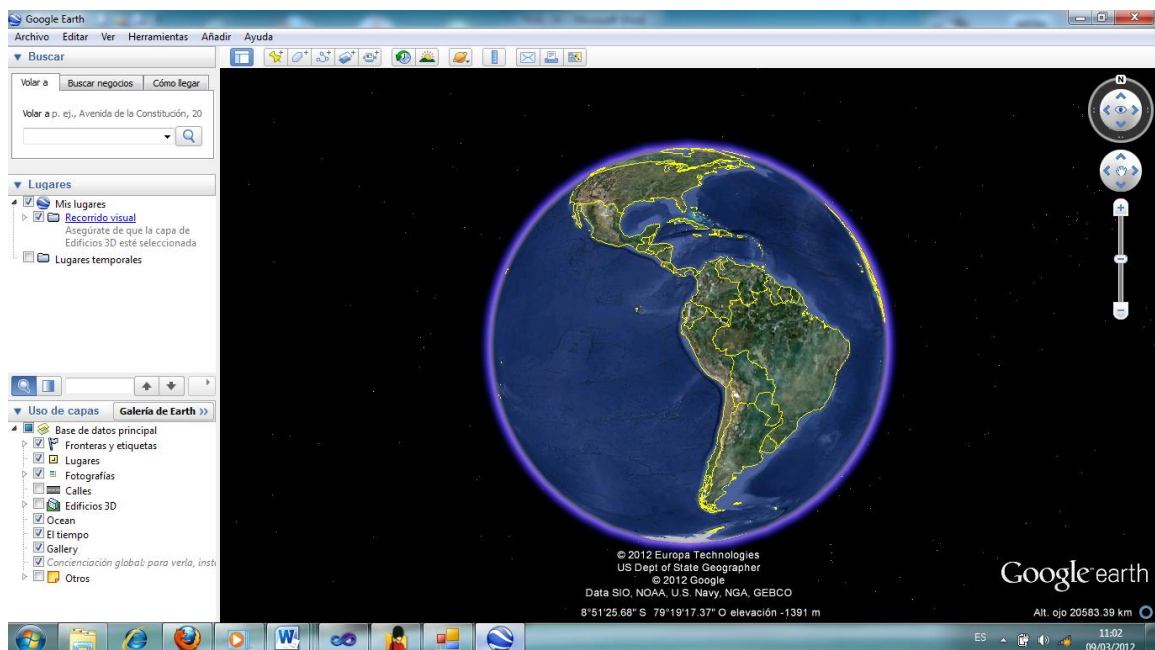 Google Earth
Archivo Editar Ver Herramientas Añadir Ayuda
Buscar
Volar a Buscar negocios Cómo llegar
Volar a p. ej., Avenida de la Constitución, 20
Lugares
Mis lugares
Recorrido visual
Asegúrate de que la capa de
Edificios 3D esté seleccionada
Lugares temporales
Uso de capas Galería de Earth >>
Base de datos principal
Fronteras y etiquetas
Lugares
Fotografías
Calles
Edificios 3D
Ocean
El tiempo
Gallery
Concienciación global: para verla, inst
Otros
N
© 2012 Europa Technologies
US Dept of State Geographer
© 2012 Google
Data SIO, NOAA, U.S. Navy, NGA, GEBCO
8°51'25.68" S 79°19'17.37" O elevación -1391 m
Google earth
Alt. ojo 20583.39 km
ES
11:02
09/03/2012